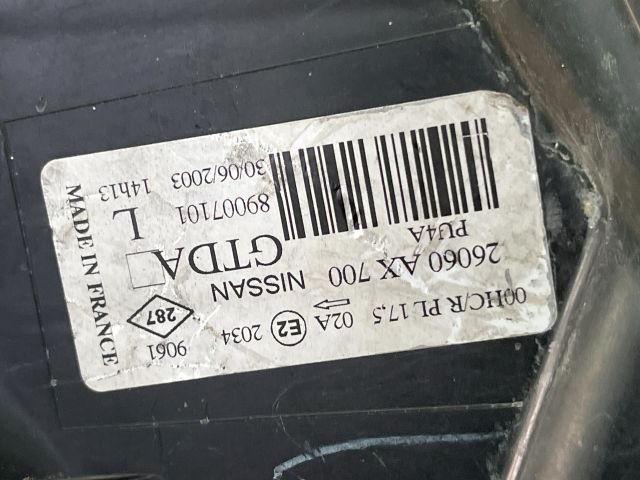 00HC/R PL 17.5 02A E2 2034 9061
26060 AX 700 NISSAN 287
PU4A GTDA
89007101 L
30/06/2003 14h13
MADE IN FRANCE